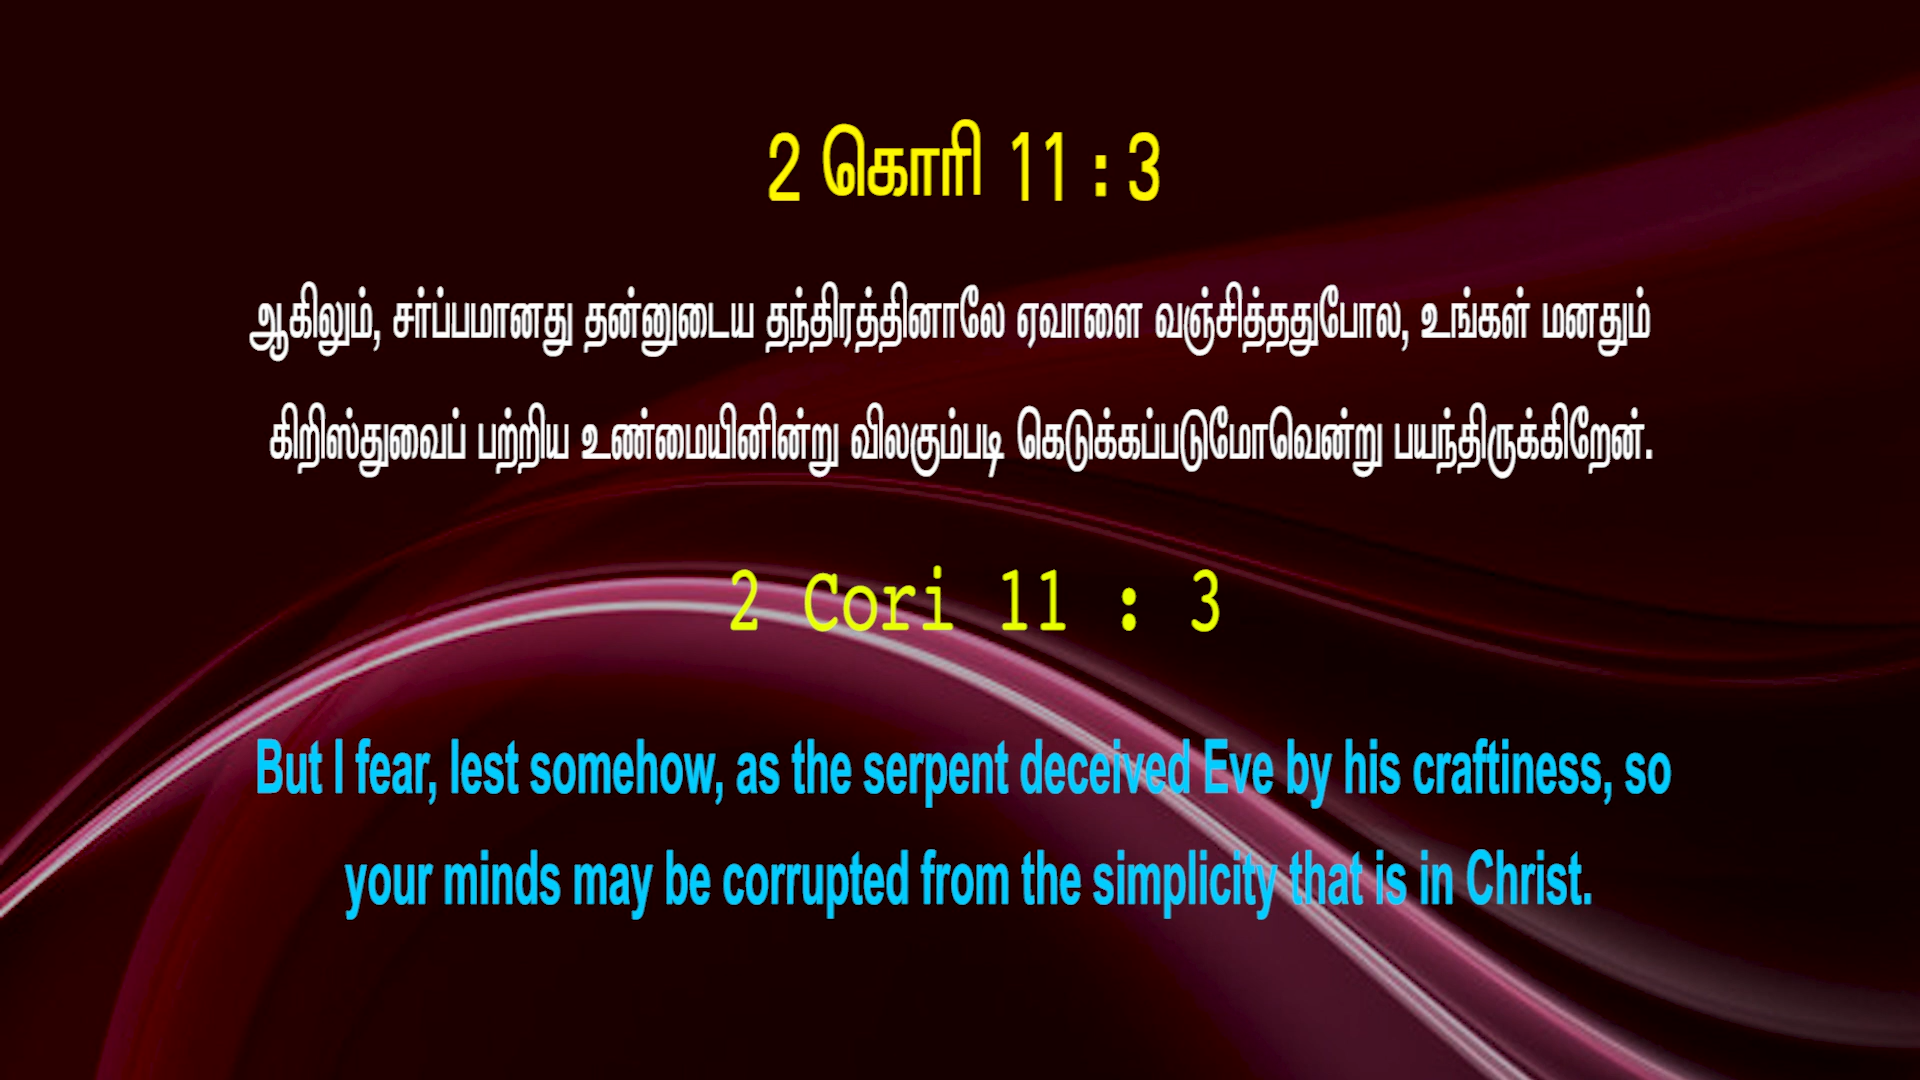 2 கொரி 11 : 3
ஆகிலும், சர்ப்பமானது தன்னுடைய தந்திரத்தினாலே ஏவாளை வஞ்சித்ததுபோல, உங்கள் மனதும்
கிறிஸ்துவைப் பற்றிய உண்மையினின்று விலகும்படி கெடுக்கப்படுமோவென்று பயந்திருக்கிறேன்.
2 Cori 11 : 3
But I fear, lest somehow, as the serpent deceived Eve by his craftiness, so
your minds may be corrupted from the simplicity that is in Christ.